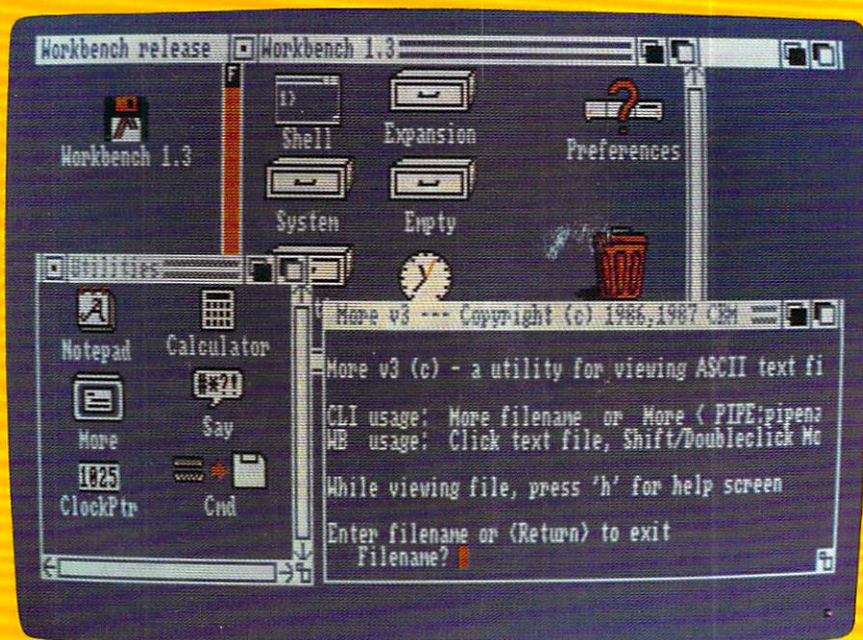 Workbench release
Workbench 1.3
F
Workbench 1.3
1>
Shell
Expansion
Preferences
System
Empty
Utilities
Notepad
Calculator
More
#*?!
Say
1025
ClockPtr
Cmd
More v3 --- Copyright (c) 1986,1987 CBM
More v3 (c) - a utility for viewing ASCII text fi
CLI usage: More filename or More < PIPE:pipena
WB usage: Click text file, Shift/Doubleclick Mo
While viewing file, press 'h' for help screen
Enter filename or (Return) to exit
Filename?